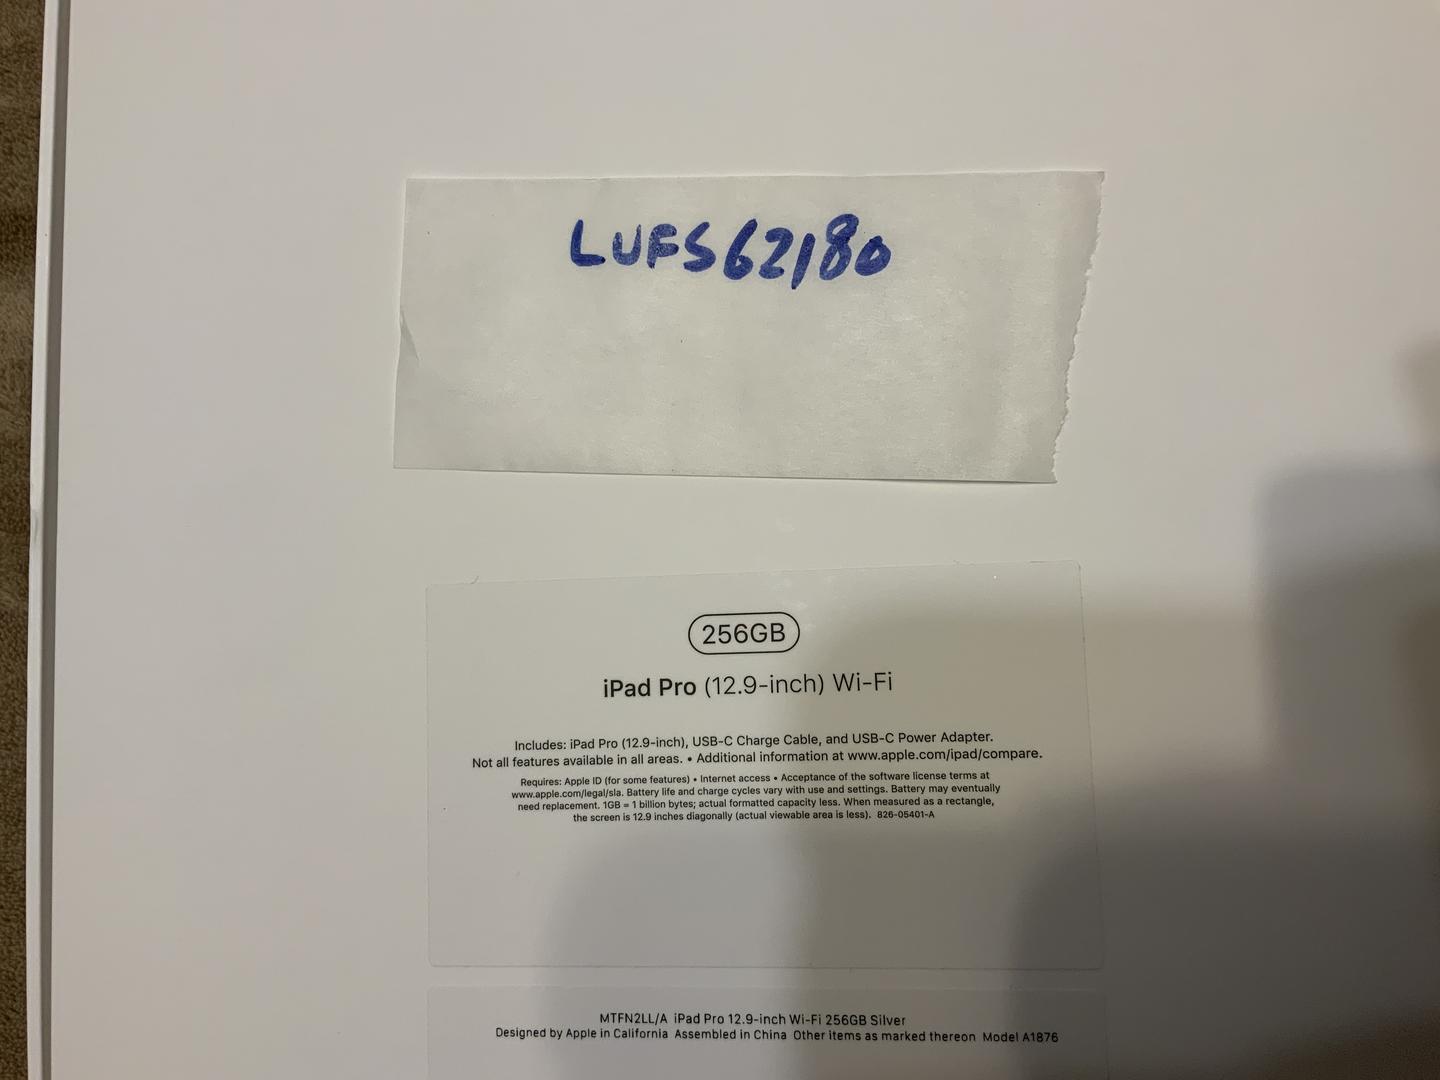 LUFS62180
256GB
iPad Pro (12.9-inch) Wi-Fi
Includes: iPad Pro (12.9-inch), USB-C Charge Cable, and USB-C Power Adapter.
Not all features available in all areas. • Additional information at www.apple.com/ipad/compare.
Requires: Apple ID (for some features) • Internet access • Acceptance of the software license terms at
www.apple.com/legal/sla. Battery life and charge cycles vary with use and settings. Battery may eventually
need replacement. 1GB = 1 billion bytes; actual formatted capacity less. When measured as a rectangle,
the screen is 12.9 inches diagonally (actual viewable area is less). 826-05401-A
MTFN2LL/A iPad Pro 12.9-inch Wi-Fi 256GB Silver
Designed by Apple in California Assembled in China Other items as marked thereon Model A1876